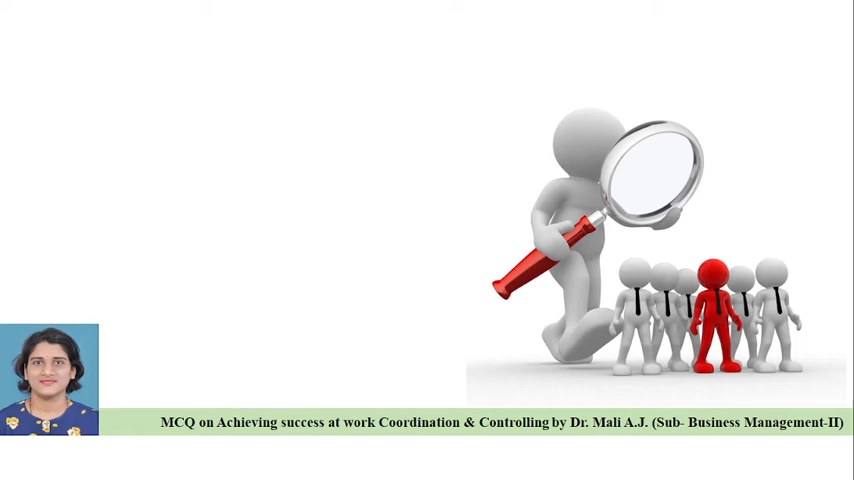 MCQ on Achieving success at work Coordination & Controlling by Dr. Mali A.J. (Sub- Business Management-II)